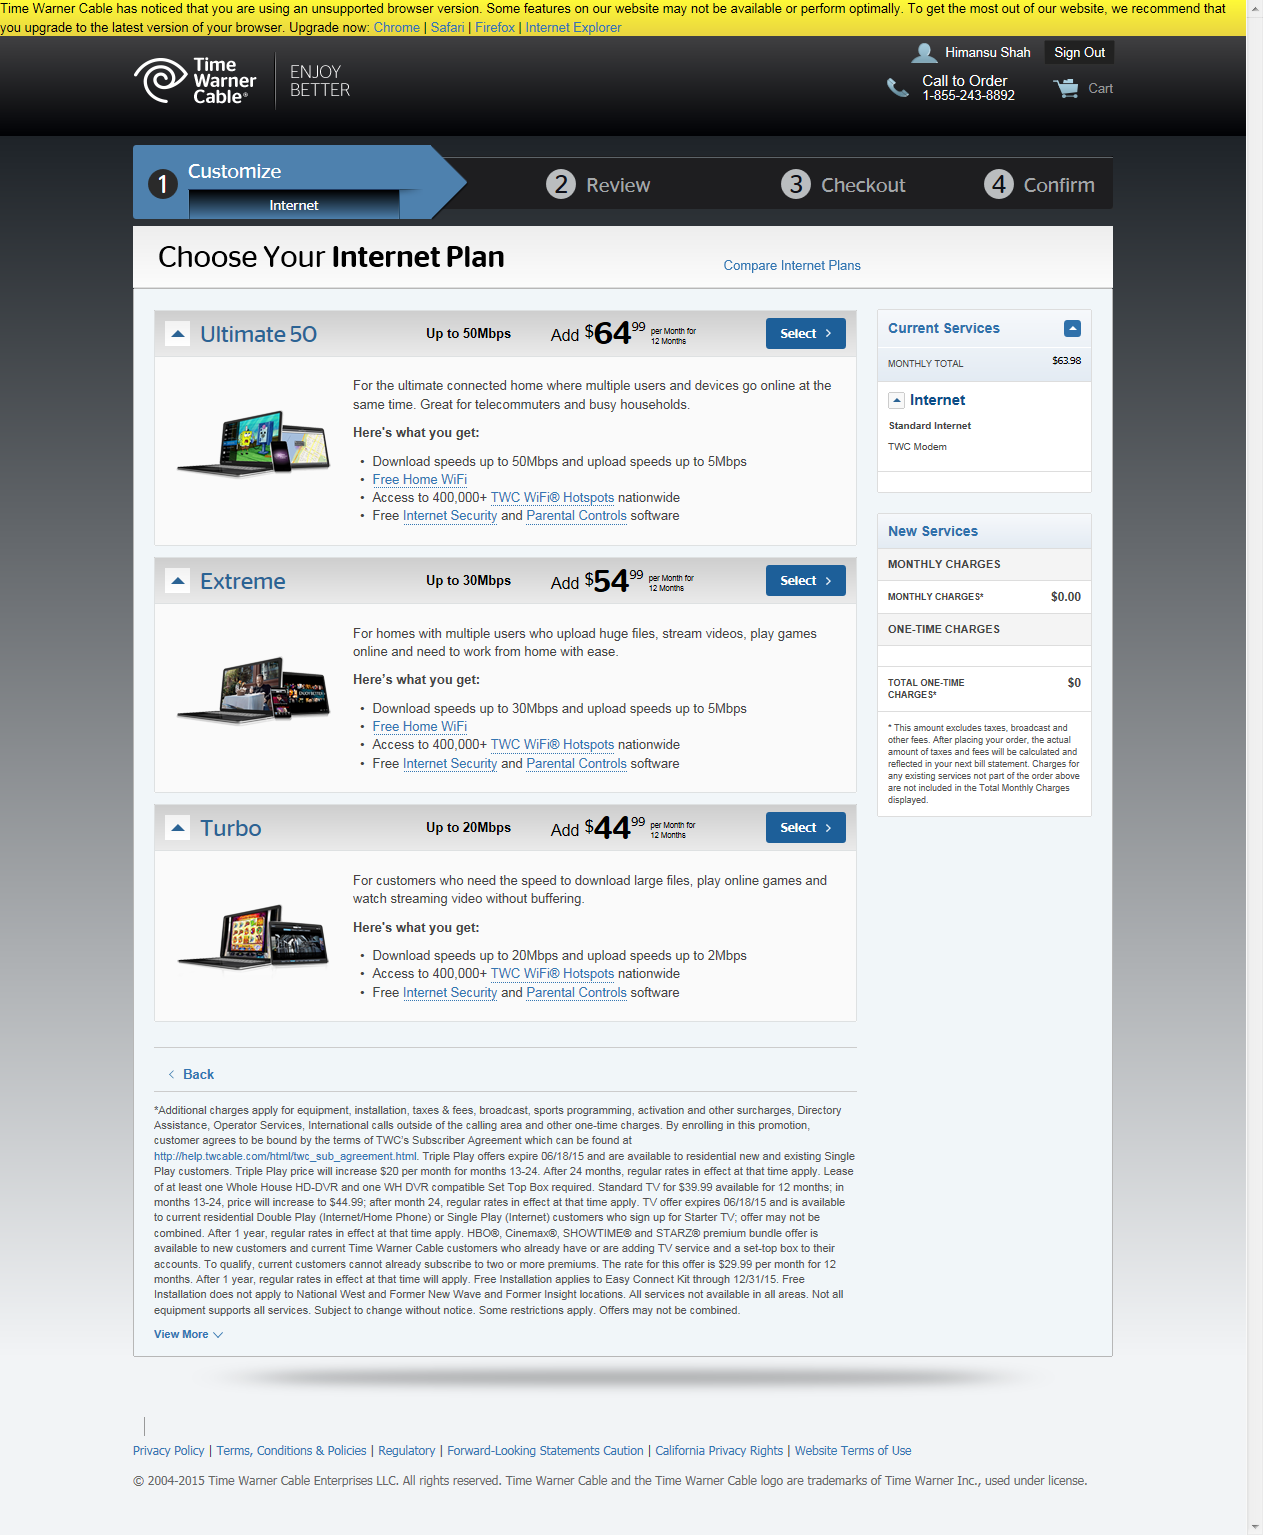 Time Warner Cable has noticed that you are using an unsupported browser version. Some features on our website may not be available or perform optimally. To get the most out of our website, we recommend that
you upgrade to the latest version of your browser. Upgrade now: Chrome | Safari | Firefox | Internet Explorer
Himansu Shah Sign Out
Time
Warner
Cable®
ENJOY
BETTER
Call to Order
1-855-243-8892
Cart
1 Customize
Internet
2 Review
3 Checkout
4 Confirm
Choose Your Internet Plan
Compare Internet Plans
Ultimate 50 Up to 50Mbps Add $64.99 per Month for
12 Months
Select
For the ultimate connected home where multiple users and devices go online at the
same time. Great for telecommuters and busy households.
Here's what you get:
• Download speeds up to 50Mbps and upload speeds up to 5Mbps
• Free Home WiFi
• Access to 400,000+ TWC WiFi® Hotspots nationwide
• Free Internet Security and Parental Controls software
Extreme Up to 30Mbps Add $54.99 per Month for
12 Months
Select
For homes with multiple users who upload huge files, stream videos, play games
online and need to work from home with ease.
Here's what you get:
• Download speeds up to 30Mbps and upload speeds up to 5Mbps
• Free Home WiFi
• Access to 400,000+ TWC WiFi® Hotspots nationwide
• Free Internet Security and Parental Controls software
Turbo Up to 20Mbps Add $44.99 per Month for
12 Months
Select
For customers who need the speed to download large files, play online games and
watch streaming video without buffering.
Here's what you get:
• Download speeds up to 20Mbps and upload speeds up to 2Mbps
• Access to 400,000+ TWC WiFi® Hotspots nationwide
• Free Internet Security and Parental Controls software
Current Services
MONTHLY TOTAL $63.98
Internet
Standard Internet
TWC Modem
New Services
MONTHLY CHARGES
MONTHLY CHARGES* $0.00
ONE-TIME CHARGES
TOTAL ONE-TIME
CHARGES*
$0
* This amount excludes taxes, broadcast and
other fees. After placing your order, the actual
amount of taxes and fees will be calculated and
reflected in your next bill statement. Charges for
any existing services not part of the order above
are not included in the Total Monthly Charges
displayed.
Back
*Additional charges apply for equipment, installation, taxes & fees, broadcast, sports programming, activation and other surcharges, Directory
Assistance, Operator Services, International calls outside of the calling area and other one-time charges. By enrolling in this promotion,
customer agrees to be bound by the terms of TWC's Subscriber Agreement which can be found at
http://help.twcable.com/html/twc_sub_agreement.html. Triple Play offers expire 06/18/15 and are available to residential new and existing Single
Play customers. Triple Play price will increase $20 per month for months 13-24. After 24 months, regular rates in effect at that time apply. Lease
of at least one Whole House HD-DVR and one WH DVR compatible Set Top Box required. Standard TV for $39.99 available for 12 months; in
months 13-24, price will increase to $44.99; after month 24, regular rates in effect at that time apply. TV offer expires 06/18/15 and is available
to current residential Double Play (Internet/Home Phone) or Single Play (Internet) customers who sign up for Starter TV; offer may not be
combined. After 1 year, regular rates in effect at that time apply. HBO®, Cinemax®, SHOWTIME® and STARZ® premium bundle offer is
available to new customers and current Time Warner Cable customers who already have or are adding TV service and a set-top box to their
accounts. To qualify, current customers cannot already subscribe to two or more premiums. The rate for this offer is $29.99 per month for 12
months. After 1 year, regular rates in effect at that time will apply. Free Installation applies to Easy Connect Kit through 12/31/15. Free
Installation does not apply to National West and Former New Wave and Former Insight locations. All services not available in all areas. Not all
equipment supports all services. Subject to change without notice. Some restrictions apply. Offers may not be combined.
View More
Privacy Policy | Terms, Conditions & Policies | Regulatory | Forward-Looking Statements Caution | California Privacy Rights | Website Terms of Use
© 2004-2015 Time Warner Cable Enterprises LLC. All rights reserved. Time Warner Cable and the Time Warner Cable logo are trademarks of Time Warner Inc., used under license.